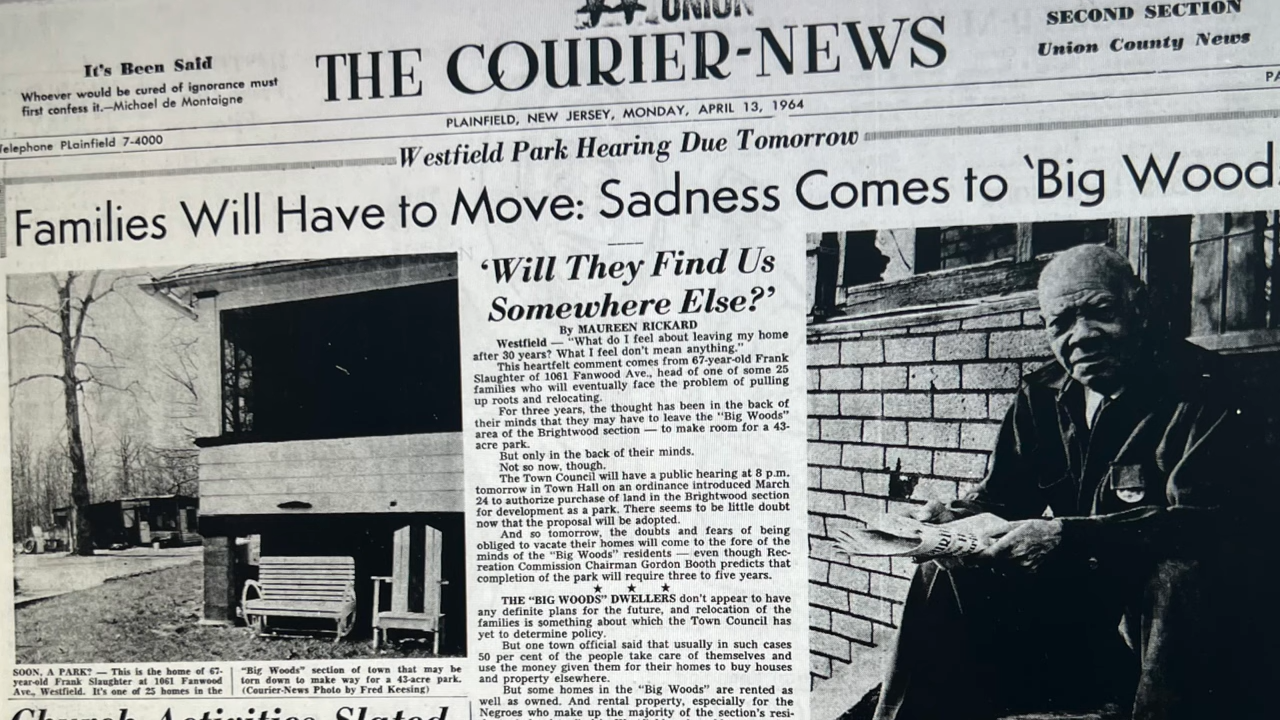 UNION
It's Been Said
Whoever would be cured of ignorance must
first confess it.—Michael de Montaigne
THE COURIER-NEWS
SECOND SECTION
Union County News
PLAINFIELD, NEW JERSEY, MONDAY, APRIL 13, 1964
Telephone PLainfield 7-4000
Westfield Park Hearing Due Tomorrow
Families Will Have to Move: Sadness Comes to 'Big Wood
'Will They Find Us
Somewhere Else?'
By MAUREEN RICKARD
Westfield — "What do I feel about leaving my home
after 30 years? What I feel don't mean anything."
This heartfelt comment comes from 67-year-old Frank
Slaughter of 1061 Fanwood Ave., head of one of some 25
families who will eventually face the problem of pulling
up roots and relocating.
For three years, the thought has been in the back of
their minds that they may have to leave the "Big Woods"
area of the Brightwood section — to make room for a 43-
acre park.
But only in the back of their minds.
Not so now, though.
The Town Council will have a public hearing at 8 p.m.
tomorrow in Town Hall on an ordinance introduced March
24 to authorize purchase of land in the Brightwood section
for development as a park. There seems to be little doubt
now that the proposal will be adopted.
And so tomorrow, the doubts and fears of being
obliged to vacate their homes will come to the fore of the
minds of the "Big Woods" residents — even though Rec-
reation Commission Chairman Gordon Booth predicts that
completion of the park will require three to five years.
★ ★ ★
THE "BIG WOODS" DWELLERS don't appear to have
any definite plans for the future, and relocation of the
families is something about which the Town Council has
yet to determine policy.
But one town official said that usually in such cases
50 per cent of the people take care of themselves and
use the money given them for their homes to buy houses
and property elsewhere.
But some homes in the "Big Woods" are rented as
well as owned. And rental property, especially for the
Negroes who make up the majority of the section's resi-
SOON, A PARK? — This is the home of 67-
year-old Frank Slaughter at 1061 Fanwood
Ave., Westfield. It's one of 25 homes in the
"Big Woods" section of town that may be
torn down to make way for a 43-acre park.
(Courier-News Photo by Fred Keesing)
Church Activities Slated